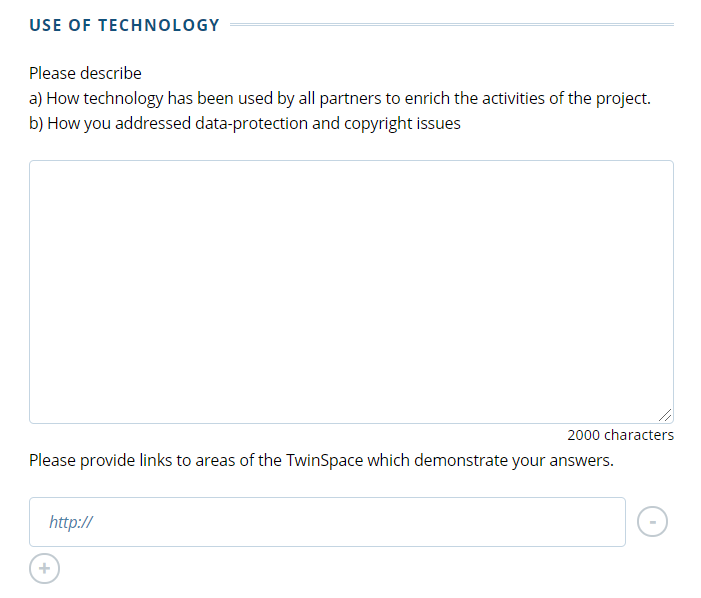 USE OF TECHNOLOGY
Please describe
a) How technology has been used by all partners to enrich the activities of the project.
b) How you addressed data-protection and copyright issues
2000 characters
Please provide links to areas of the TwinSpace which demonstrate your answers.
http://
-
+